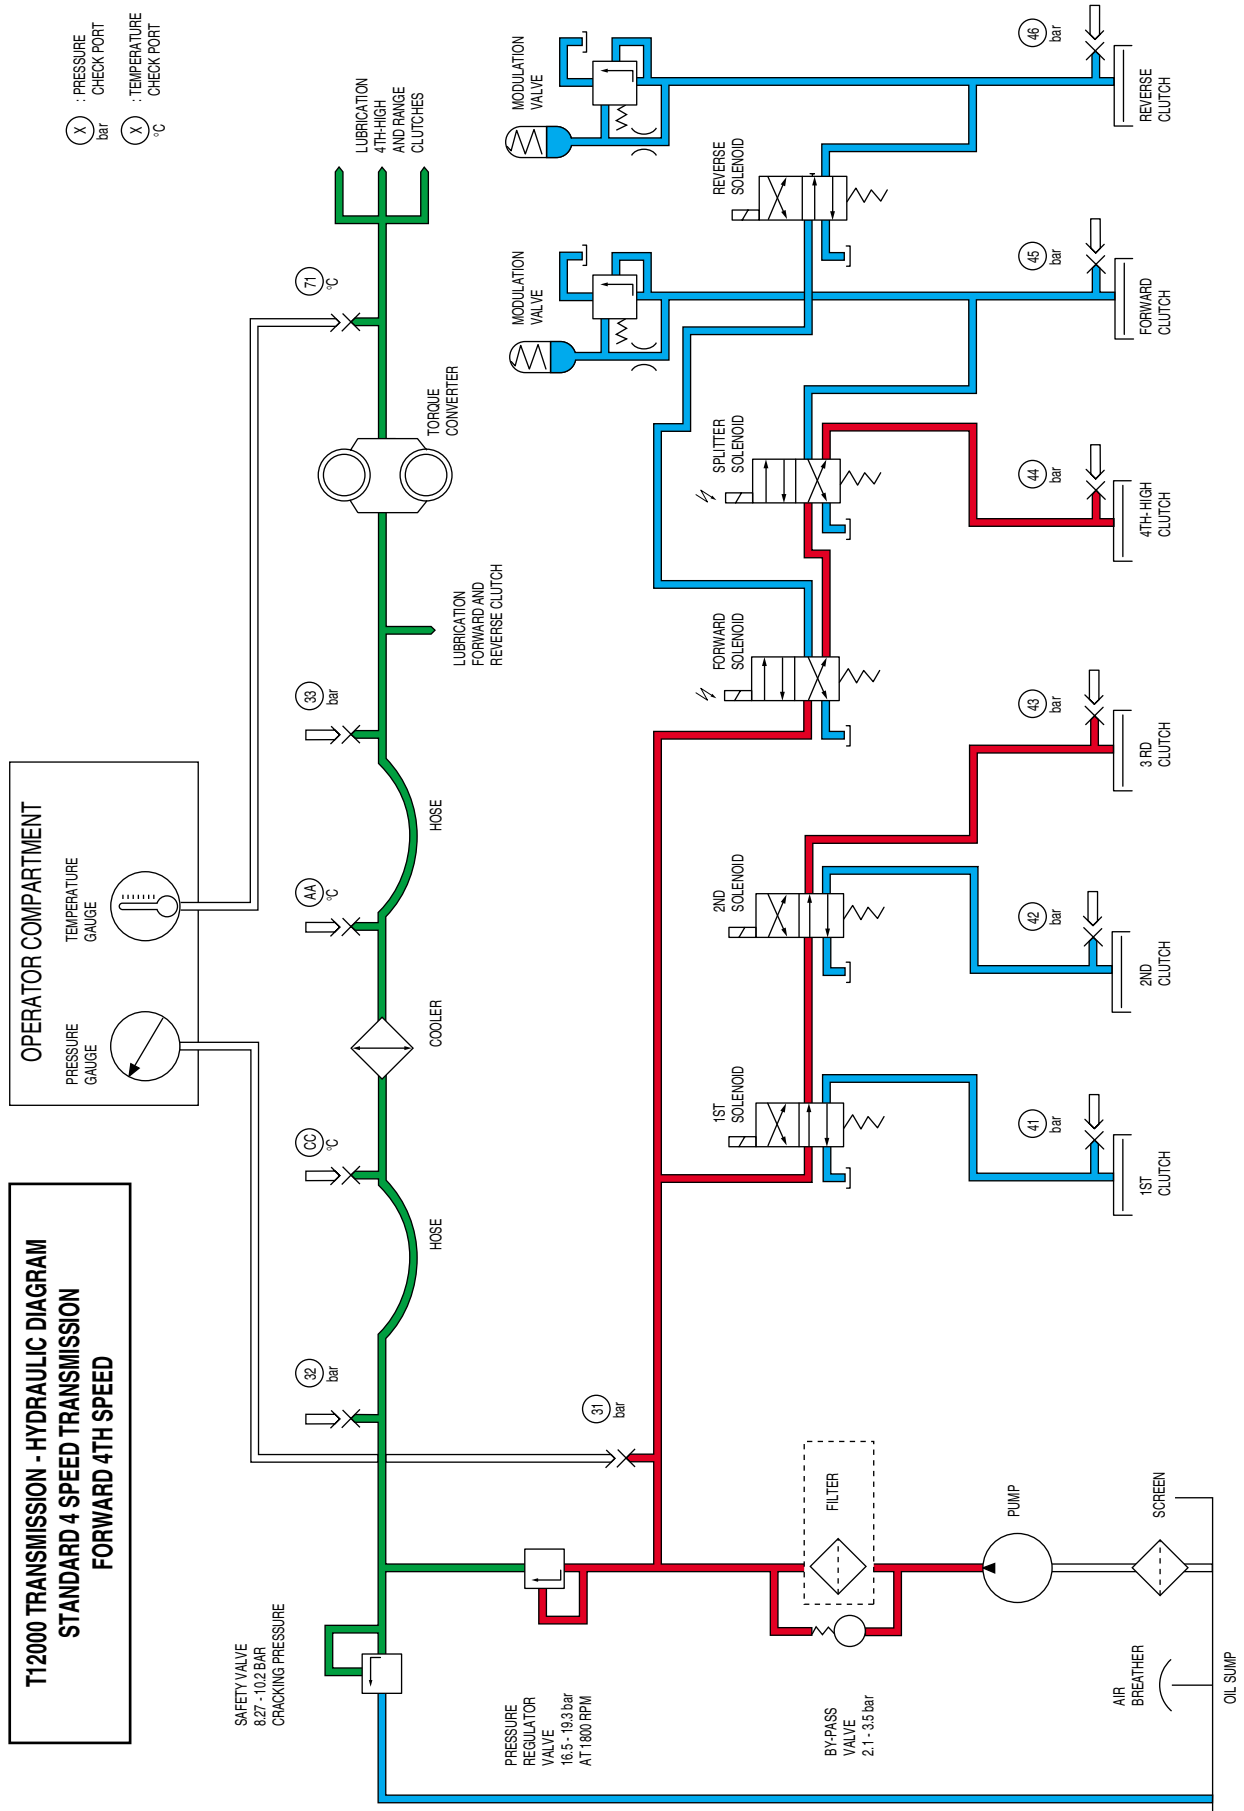 T12000 TRANSMISSION - HYDRAULIC DIAGRAM
STANDARD 4 SPEED TRANSMISSION
FORWARD 4TH SPEED
OPERATOR COMPARTMENT
PRESSURE
GAUGE
TEMPERATURE
GAUGE
X
bar
: PRESSURE
CHECK PORT
X
°C
: TEMPERATURE
CHECK PORT
SAFETY VALVE
8.27 - 10.2 BAR
CRACKING PRESSURE
32
bar
HOSE
CC
°C
COOLER
AA
°C
HOSE
33
bar
LUBRICATION
FORWARD AND
REVERSE CLUTCH
TORQUE
CONVERTER
71
°C
LUBRICATION
4TH-HIGH
AND RANGE
CLUTCHES
PRESSURE
REGULATOR
VALVE
16.5 - 19.3 bar
AT 1800 RPM
31
bar
MODULATION
VALVE
MODULATION
VALVE
1ST
SOLENOID
2ND
SOLENOID
FORWARD
SOLENOID
SPLITTER
SOLENOID
REVERSE
SOLENOID
BY-PASS
VALVE
2.1 - 3.5 bar
FILTER
PUMP
SCREEN
AIR
BREATHER
OIL SUMP
41
bar
1ST
CLUTCH
42
bar
2ND
CLUTCH
43
bar
3 RD
CLUTCH
44
bar
4TH-HIGH
CLUTCH
45
bar
FORWARD
CLUTCH
46
bar
REVERSE
CLUTCH